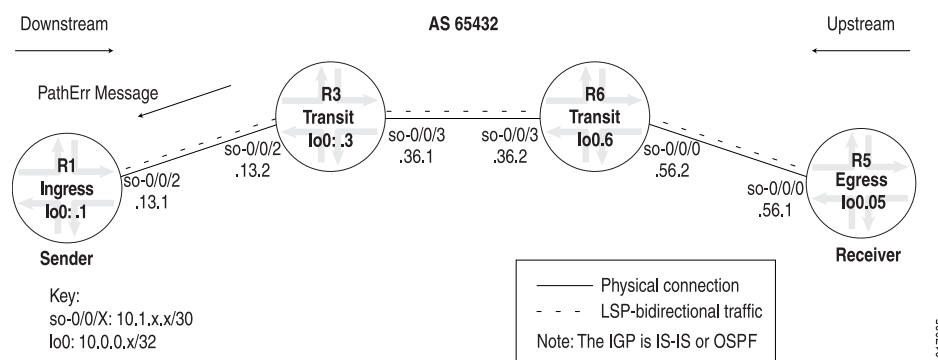 Downstream
AS 65432
Upstream
PathErr Message
R3
Transit
lo0: .3
R6
Transit
lo0.6
R1
Ingress
lo0: .1
so-0/0/2
.13.1
so-0/0/2
.13.2
so-0/0/3
.36.1
so-0/0/3
.36.2
so-0/0/0
.56.2
so-0/0/0
.56.1
R5
Egress
lo0.05
Sender
Receiver
Key:
so-0/0/X: 10.1.x.x/30
lo0: 10.0.0.x/32
Physical connection
LSP-bidirectional traffic
Note: The IGP is IS-IS or OSPF